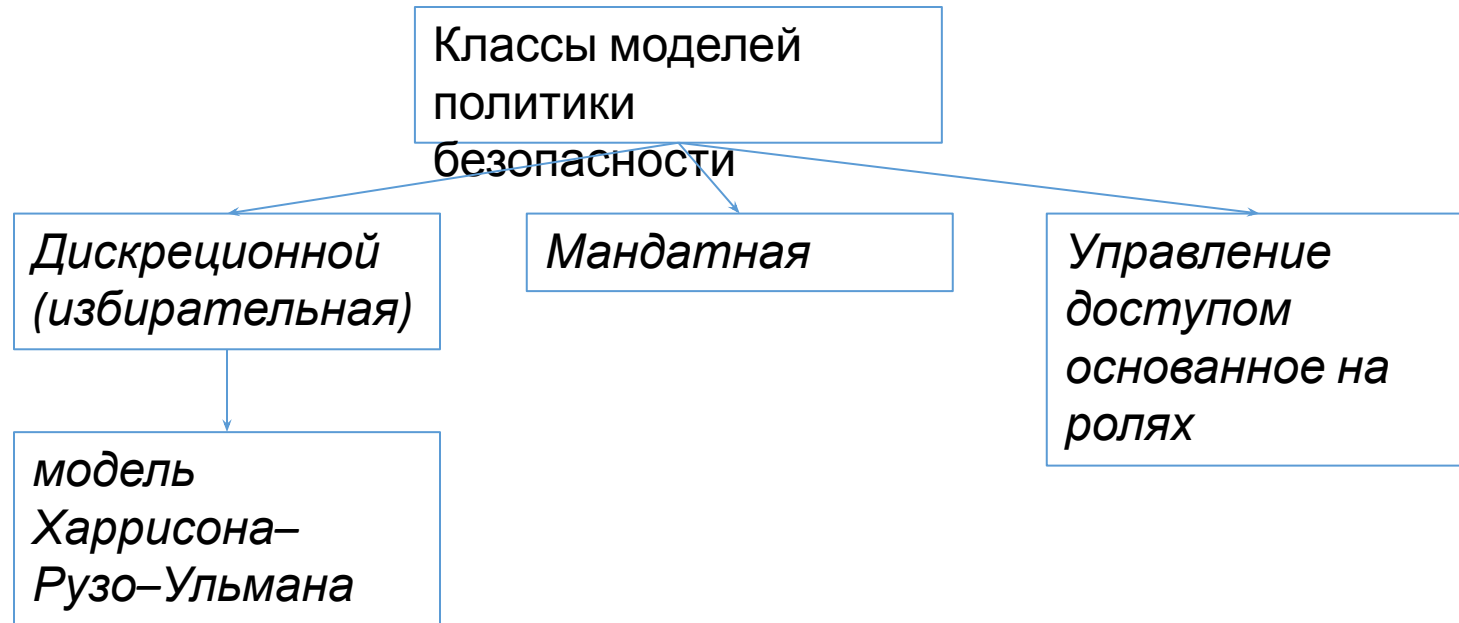 Классы моделей
политики
безопасности
Дискреционной
(избирательная)
Мандатная
Управление
доступом
основанное на
ролях
модель
Харрисона–
Рузо–Ульмана